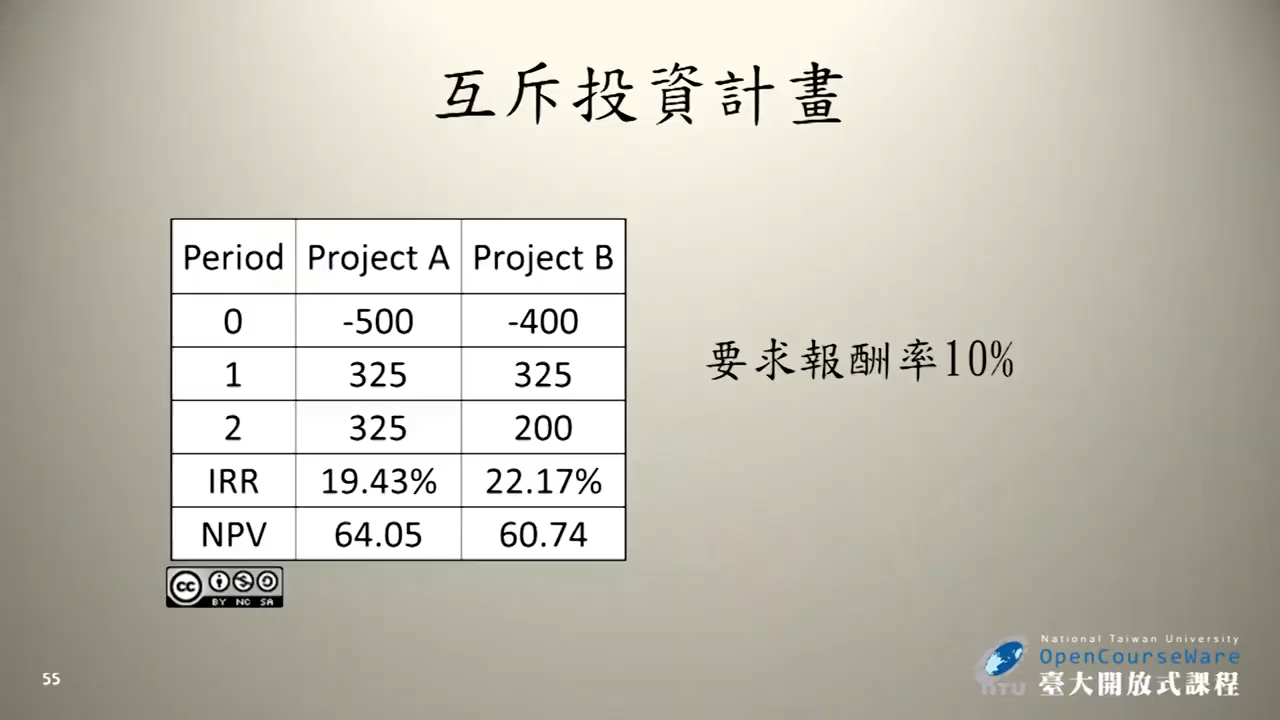 互斥投資計畫
Period Project A Project B
0 -500 -400
1 325 325
2 325 200
IRR 19.43% 22.17%
NPV 64.05 60.74
要求報酬率10%
cc
BY NC SA
55
National Taiwan University
OpenCourseWare
NTU
臺大開放式課程